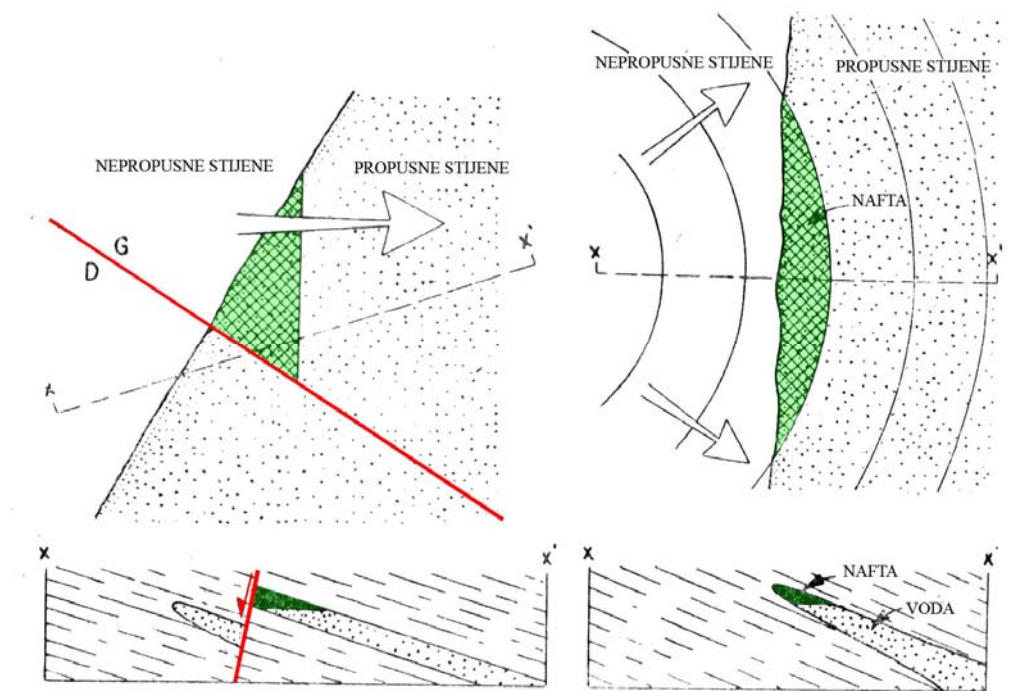 NEPROPUSNE STIJENE
PROPUSNE STIJENE
G
D
X
X'
NEPROPUSNE STIJENE
PROPUSNE STIJENE
NAFTA
X
X'
X
X'
X
X'
NAFTA
VODA